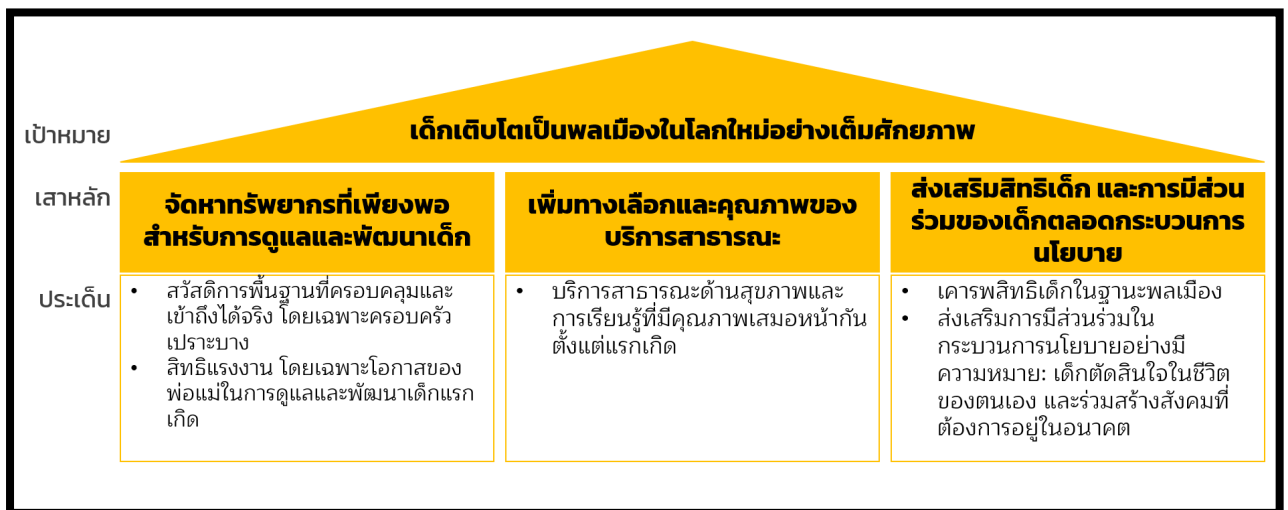 เป้าหมาย
เด็กเติบโตเป็นพลเมืองในโลกใหม่อย่างเต็มศักยภาพ
เสาหลัก
จัดหาทรัพยากรที่เพียงพอ
สำหรับการดูแลและพัฒนาเด็ก
เพิ่มทางเลือกและคุณภาพของ
บริการสาธารณะ
ส่งเสริมสิทธิเด็ก และการมีส่วน
ร่วมของเด็กตลอดกระบวนการ
นโยบาย
ประเด็น
• สวัสดิการพื้นฐานที่ครอบคลุมและ
เข้าถึงได้จริง โดยเฉพาะครอบครัว
เปราะบาง
• สิทธิแรงงาน โดยเฉพาะโอกาสของ
พ่อแม่ในการดูแลและพัฒนาเด็กแรก
เกิด
• บริการสาธารณะด้านสุขภาพและ
การเรียนรู้ที่มีคุณภาพเสมอหน้ากัน
ตั้งแต่แรกเกิด
• เคารพสิทธิเด็กในฐานะพลเมือง
• ส่งเสริมการมีส่วนร่วมใน
กระบวนการนโยบายอย่างมี
ความหมาย: เด็กตัดสินใจในชีวิต
ของตนเอง และร่วมสร้างสังคมที่
ต้องการอยู่ในอนาคต